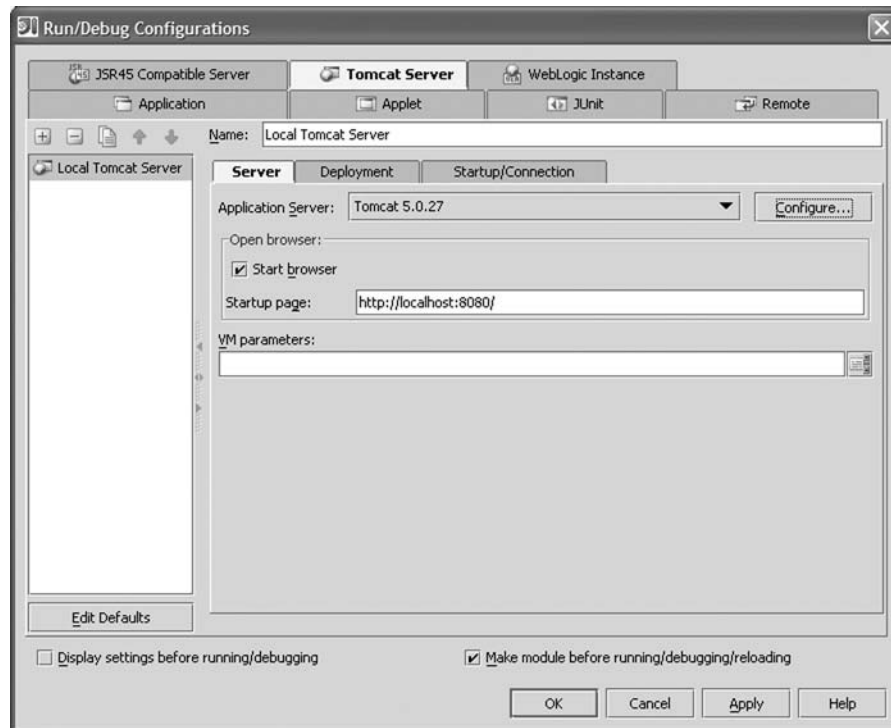 Run/Debug Configurations
JSR45 Compatible Server
Tomcat Server
WebLogic Instance
Application
Applet
JUnit
Remote
Name: Local Tomcat Server
Local Tomcat Server
Server
Deployment
Startup/Connection
Application Server: Tomcat 5.0.27
Configure...
Open browser:
Start browser
Startup page: http://localhost:8080/
VM parameters:
Edit Defaults
Display settings before running/debugging
Make module before running/debugging/reloading
OK
Cancel
Apply
Help